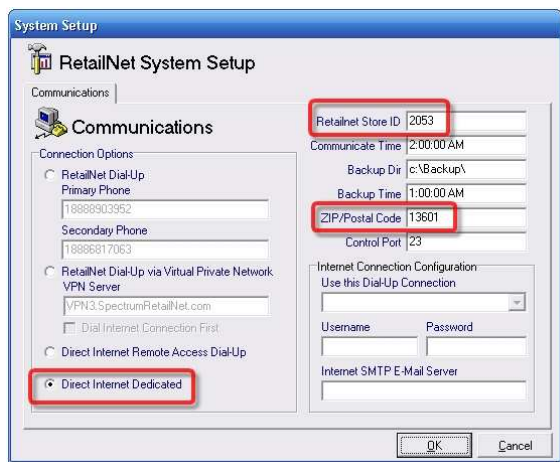 System Setup
RetailNet System Setup
Communications
Communications
Connection Options
RetailNet Dial-Up
Primary Phone
18888903952
Secondary Phone
18886817063
RetailNet Dial-Up via Virtual Private Network
VPN Server
VPN3.SpectrumRetailNet.com
Dial Internet Connection First
Direct Internet Remote Access Dial-Up
Direct Internet Dedicated
Retailnet Store ID 2053
Communicate Time 2:00:00 AM
Backup Dir c:\Backup\
Backup Time 1:00:00 AM
ZIP/Postal Code 13601
Control Port 23
Internet Connection Configuration
Use this Dial-Up Connection
Username Password
Internet SMTP E-Mail Server
OK Cancel